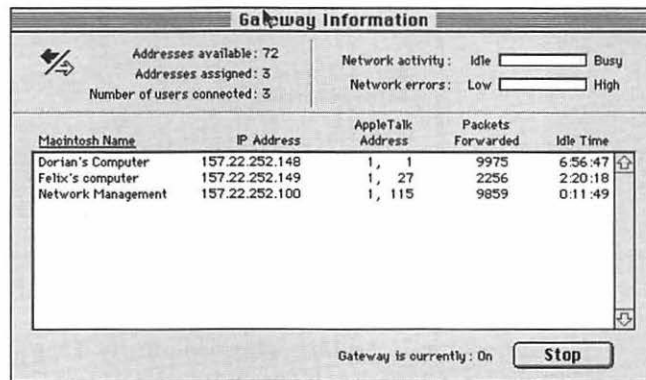 Gateway Information
Addresses available: 72
Addresses assigned: 3
Number of users connected: 3
Network activity: Idle Busy
Network errors: Low High
Macintosh Name IP Address AppleTalk Address Packets Forwarded Idle Time
Dorian's Computer 157.22.252.148 1, 1 9975 6:56:47
Felix's computer 157.22.252.149 1, 27 2256 2:20:18
Network Management 157.22.252.100 1, 115 9859 0:11:49
Gateway is currently: On Stop